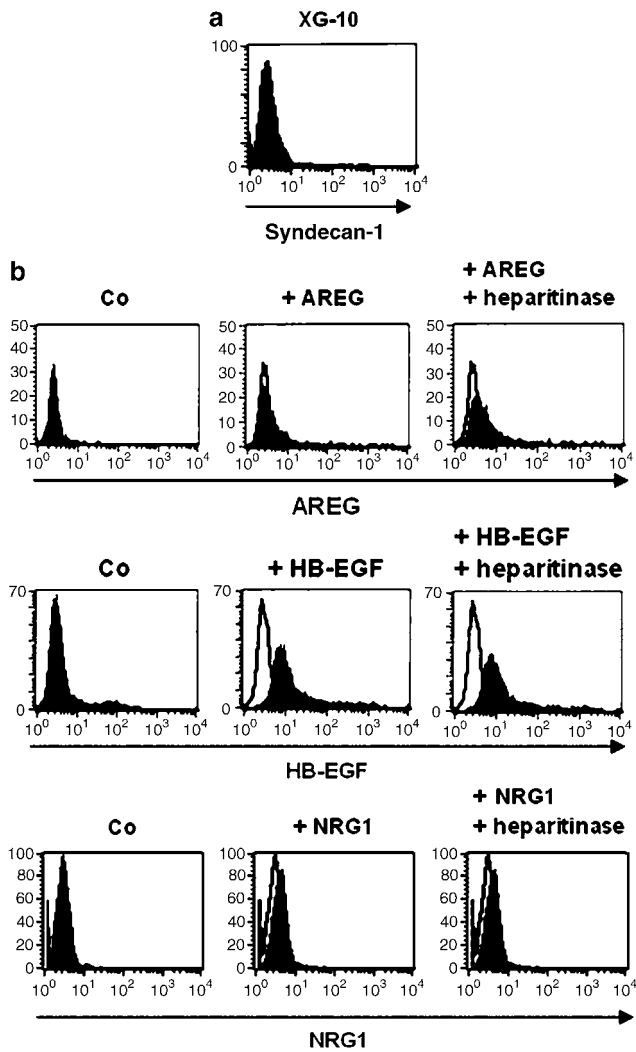 a XG-10
100
0
10⁰ 10¹ 10² 10³ 10⁴
Syndecan-1
b
Co + AREG + AREG
+ heparitinase
50 50 50
40 40 40
30 30 30
20 20 20
10 10 10
0 0 0
10⁰ 10¹ 10² 10³ 10⁴ 10⁰ 10¹ 10² 10³ 10⁴ 10⁰ 10¹ 10² 10³ 10⁴
AREG
Co + HB-EGF + HB-EGF
+ heparitinase
70 70 70
0 0 0
10⁰ 10¹ 10² 10³ 10⁴ 10⁰ 10¹ 10² 10³ 10⁴ 10⁰ 10¹ 10² 10³ 10⁴
HB-EGF
Co + NRG1 + NRG1
+ heparitinase
100 100 100
80 80 80
60 60 60
40 40 40
20 20 20
0 0 0
10⁰ 10¹ 10² 10³ 10⁴ 10⁰ 10¹ 10² 10³ 10⁴ 10⁰ 10¹ 10² 10³ 10⁴
NRG1